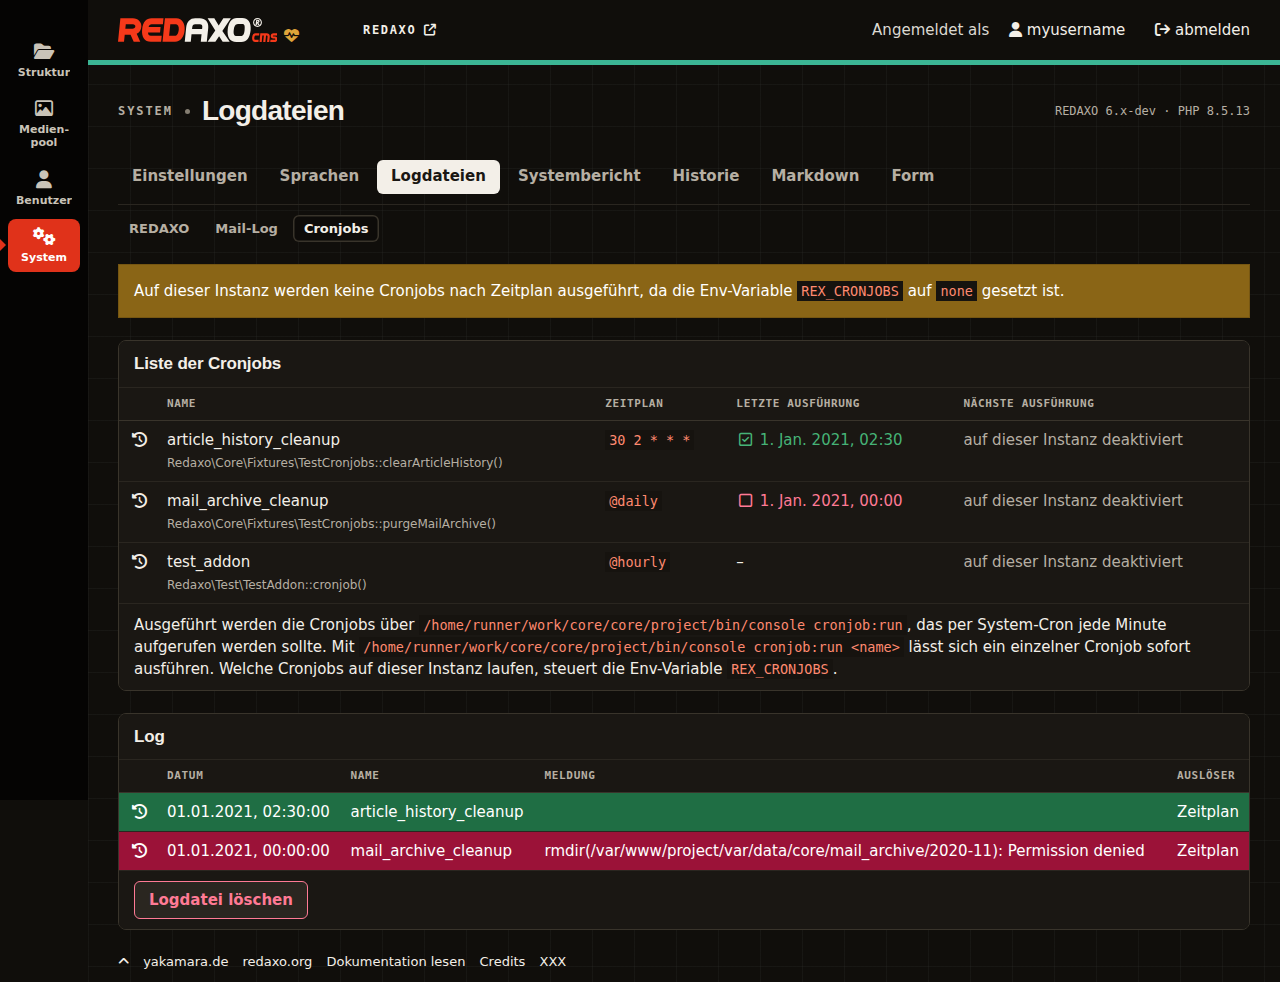 REDAXO® cms
REDAXO
Angemeldet als myusername abmelden
Struktur
Medien-
pool
Benutzer
System
SYSTEM • Logdateien
REDAXO 6.x-dev · PHP 8.5.13
Einstellungen Sprachen Logdateien Systembericht Historie Markdown Form
REDAXO Mail-Log Cronjobs
Auf dieser Instanz werden keine Cronjobs nach Zeitplan ausgeführt, da die Env-Variable REX_CRONJOBS auf none gesetzt ist.
Liste der Cronjobs
NAME ZEITPLAN LETZTE AUSFÜHRUNG NÄCHSTE AUSFÜHRUNG
article_history_cleanup 30 2 * * * 1. Jan. 2021, 02:30 auf dieser Instanz deaktiviert
Redaxo\Core\Fixtures\TestCronjobs::clearArticleHistory()
mail_archive_cleanup @daily 1. Jan. 2021, 00:00 auf dieser Instanz deaktiviert
Redaxo\Core\Fixtures\TestCronjobs::purgeMailArchive()
test_addon @hourly – auf dieser Instanz deaktiviert
Redaxo\Test\TestAddon::cronjob()
Ausgeführt werden die Cronjobs über /home/runner/work/core/core/project/bin/console cronjob:run, das per System-Cron jede Minute
aufgerufen werden sollte. Mit /home/runner/work/core/core/project/bin/console cronjob:run <name> lässt sich ein einzelner Cronjob sofort
ausführen. Welche Cronjobs auf dieser Instanz laufen, steuert die Env-Variable REX_CRONJOBS.
Log
DATUM NAME MELDUNG AUSLÖSER
01.01.2021, 02:30:00 article_history_cleanup Zeitplan
01.01.2021, 00:00:00 mail_archive_cleanup rmdir(/var/www/project/var/data/core/mail_archive/2020-11): Permission denied Zeitplan
Logdatei löschen
yakamara.de redaxo.org Dokumentation lesen Credits XXX